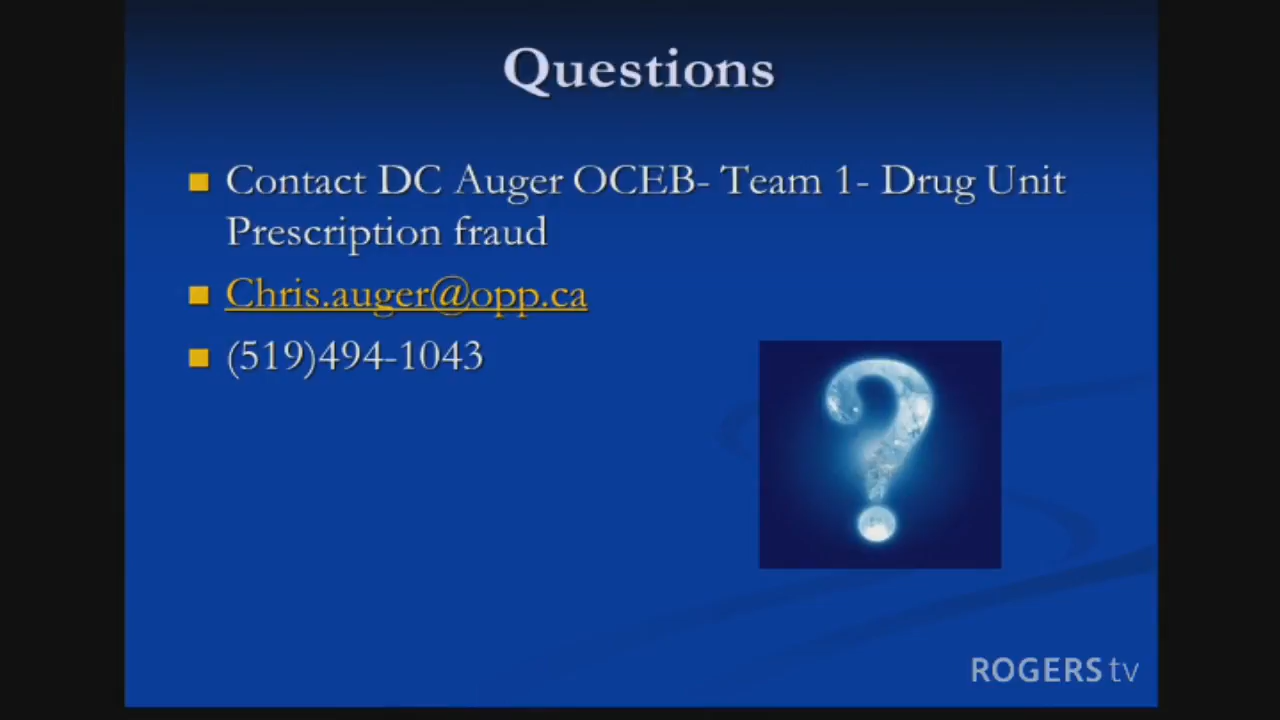 Questions
Contact DC Auger OCEB- Team 1- Drug Unit
Prescription fraud
Chris.auger@opp.ca
(519)494-1043
ROGERS tv